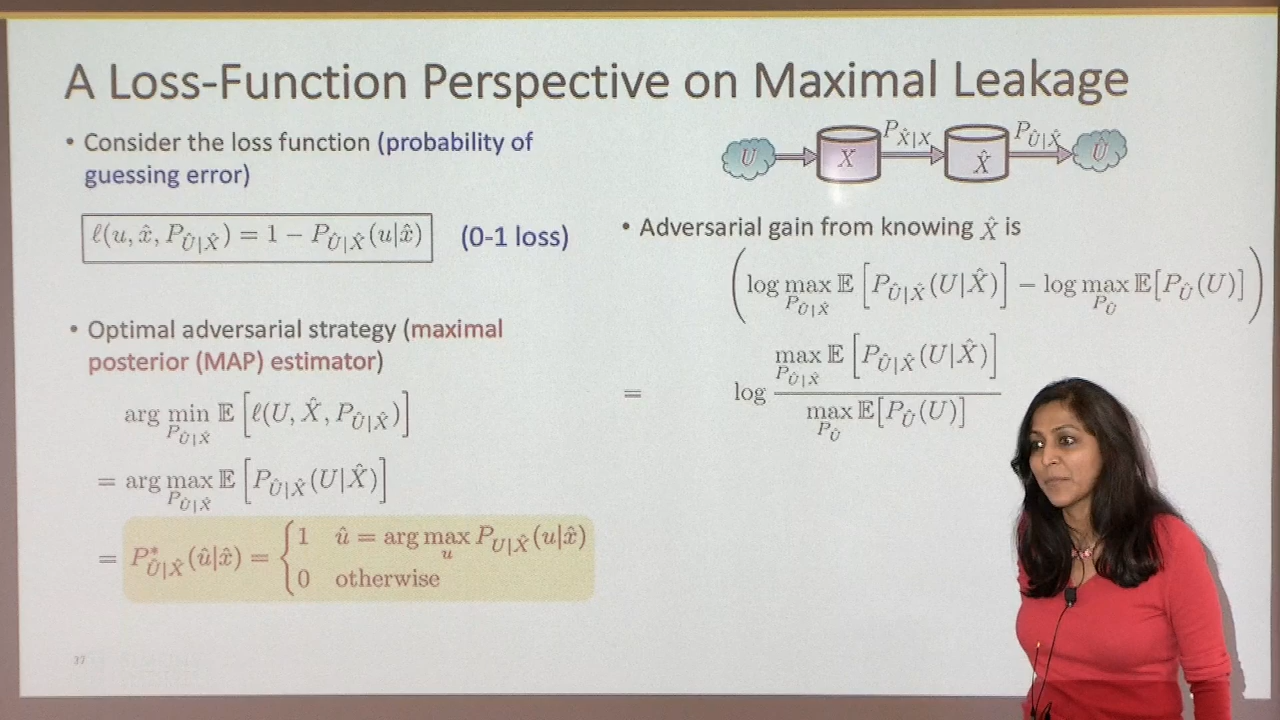 A Loss-Function Perspective on Maximal Leakage
• Consider the loss function (probability of
guessing error)
ℓ(u, x̂, P_{Û|X̂}) = 1 − P_{Û|X̂}(u|x̂) (0-1 loss)
• Optimal adversarial strategy (maximal
posterior (MAP) estimator)
arg min_{P_{Û|X̂}} 𝔼[ℓ(U, X̂, P_{Û|X̂})]
= arg max_{P_{Û|X̂}} 𝔼[P_{Û|X̂}(U|X̂)]
= P*_{Û|X̂}(û|x̂) = { 1 û = arg max_u P_{U|X̂}(u|x̂)
0 otherwise
37
U X P_{X̂|X} X̂ P_{Û|X̂} Û
• Adversarial gain from knowing X̂ is
(log max_{P_{Û|X̂}} 𝔼[P_{Û|X̂}(U|X̂)] − log max_{P_Û} 𝔼[P_Û(U)])
= log max_{P_{Û|X̂}} 𝔼[P_{Û|X̂}(U|X̂)]
max_{P_Û} 𝔼[P_Û(U)]